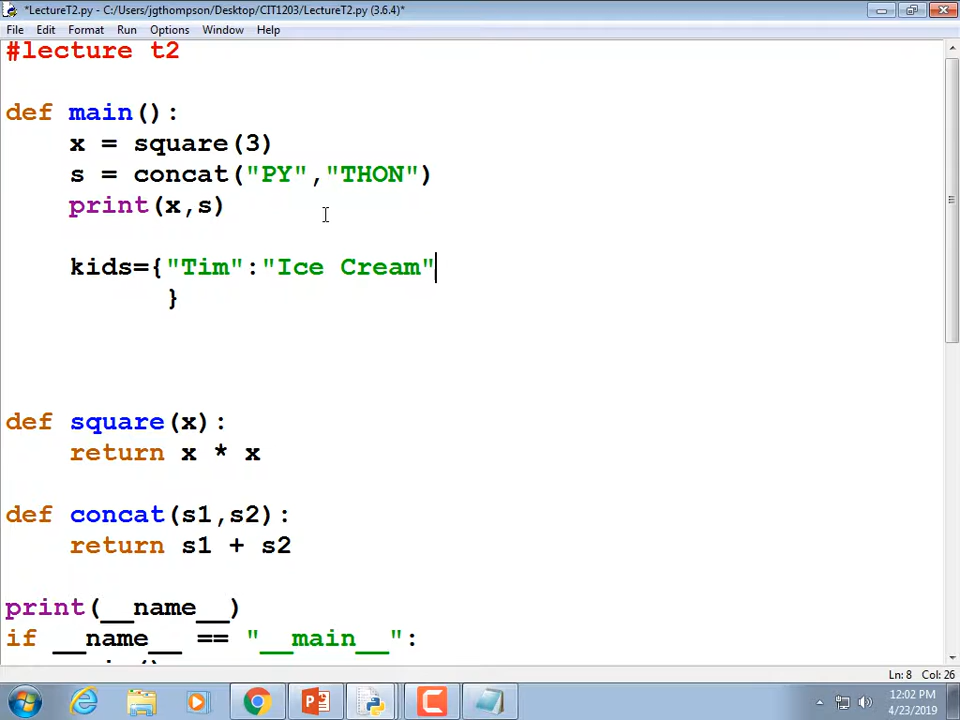 *LectureT2.py - C:/Users/jgthompson/Desktop/CIT1203/LectureT2.py (3.6.4)*
File Edit Format Run Options Window Help
#lecture t2
def main():
x = square(3)
s = concat("PY","THON")
print(x,s)
kids={"Tim":"Ice Cream"
}
def square(x):
return x * x
def concat(s1,s2):
return s1 + s2
print(__name__)
if __name__ == "__main__":
Ln: 8 Col: 26
12:02 PM
4/23/2019